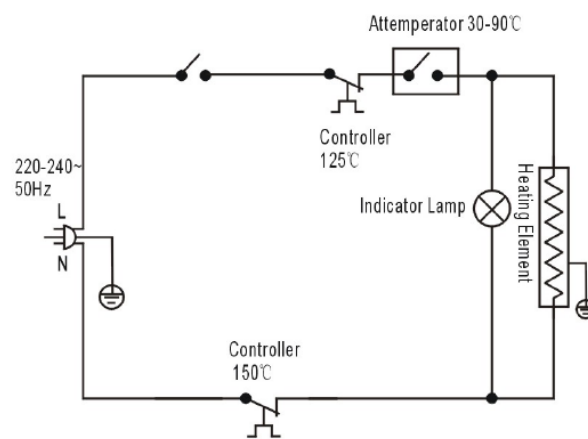 Attemperator 30-90℃
Controller
125℃
220-240~
50Hz
L
N
Indicator Lamp
Heating Element
Controller
150℃